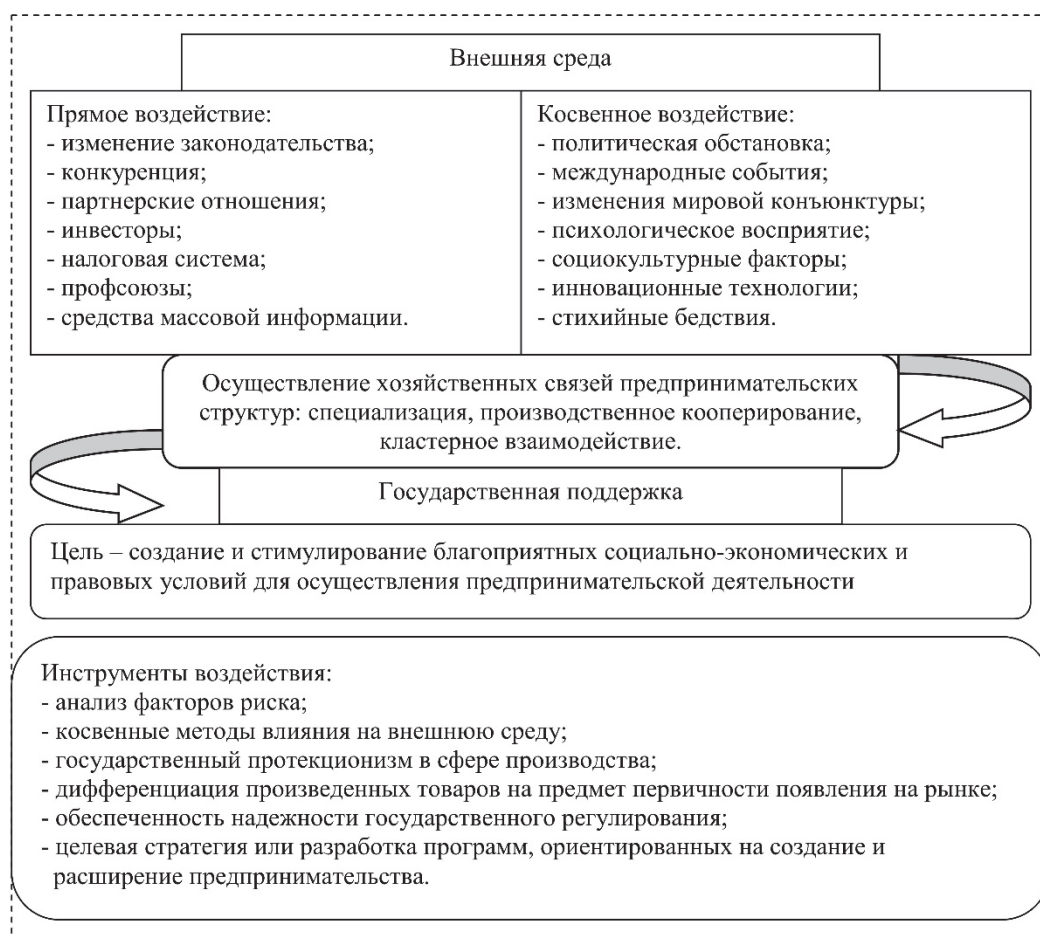 Внешняя среда
Прямое воздействие:
- изменение законодательства;
- конкуренция;
- партнерские отношения;
- инвесторы;
- налоговая система;
- профсоюзы;
- средства массовой информации.
Косвенное воздействие:
- политическая обстановка;
- международные события;
- изменения мировой конъюнктуры;
- психологическое восприятие;
- социокультурные факторы;
- инновационные технологии;
- стихийные бедствия.
Осуществление хозяйственных связей предпринимательских
структур: специализация, производственное кооперирование,
кластерное взаимодействие.
Государственная поддержка
Цель – создание и стимулирование благоприятных социально-экономических и
правовых условий для осуществления предпринимательской деятельности
Инструменты воздействия:
- анализ факторов риска;
- косвенные методы влияния на внешнюю среду;
- государственный протекционизм в сфере производства;
- дифференциация произведенных товаров на предмет первичности появления на рынке;
- обеспеченность надежности государственного регулирования;
- целевая стратегия или разработка программ, ориентированных на создание и
расширение предпринимательства.